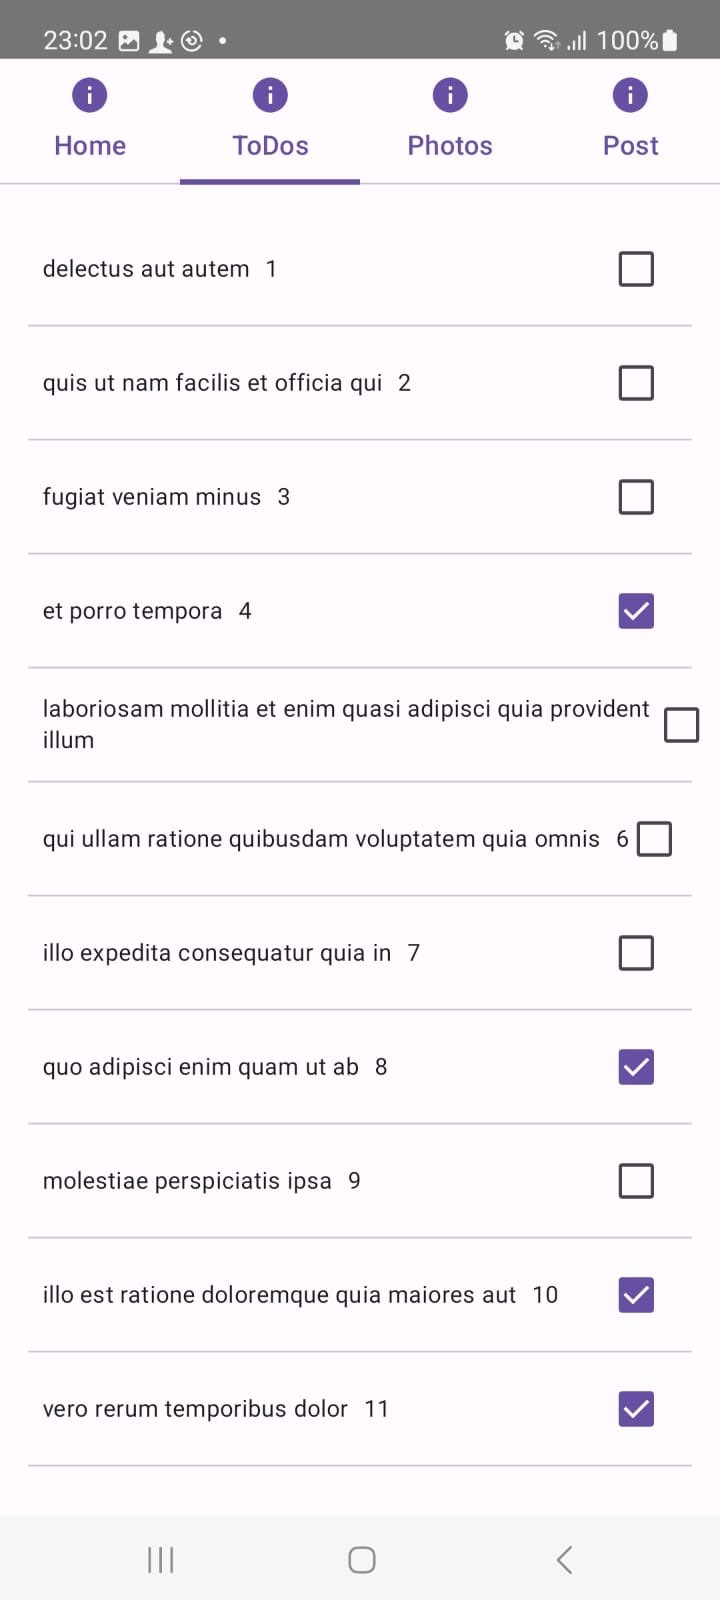 23:02 100%
Home ToDos Photos Post
delectus aut autem 1
quis ut nam facilis et officia qui 2
fugiat veniam minus 3
et porro tempora 4
laboriosam mollitia et enim quasi adipisci quia provident
illum
qui ullam ratione quibusdam voluptatem quia omnis 6
illo expedita consequatur quia in 7
quo adipisci enim quam ut ab 8
molestiae perspiciatis ipsa 9
illo est ratione doloremque quia maiores aut 10
vero rerum temporibus dolor 11